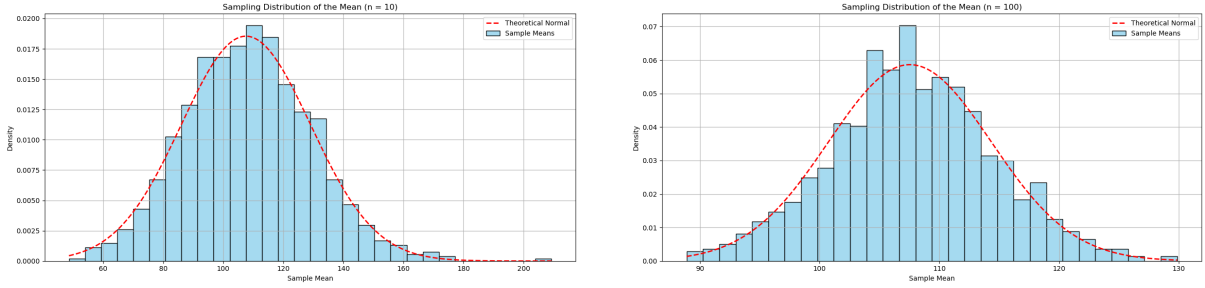 Sampling Distribution of the Mean (n = 10)
Theoretical Normal
Sample Means
0.0200
0.0175
0.0150
0.0125
0.0100
0.0075
0.0050
0.0025
0.0000
Density
60 80 100 120 140 160 180 200
Sample Mean
Sampling Distribution of the Mean (n = 100)
Theoretical Normal
Sample Means
0.07
0.06
0.05
0.04
0.03
0.02
0.01
0.00
Density
90 100 110 120 130
Sample Mean